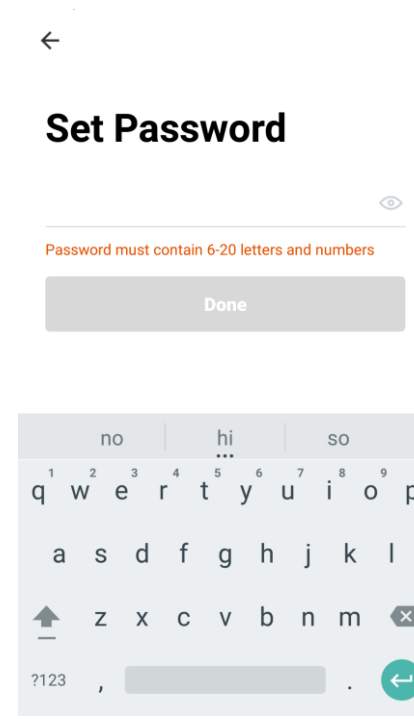 Set Password
Password must contain 6-20 letters and numbers
Done
no hi so
1 2 3 4 5 6 7 8 9
q w e r t y u i o p
a s d f g h j k l
z x c v b n m
?123 , .